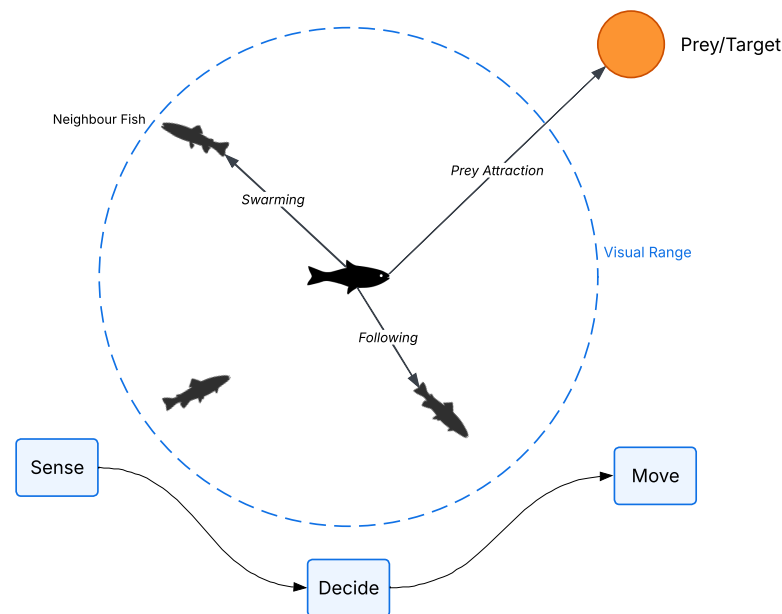 Prey/Target
Neighbour Fish
Prey Attraction
Swarming
Visual Range
Following
Sense
Move
Decide